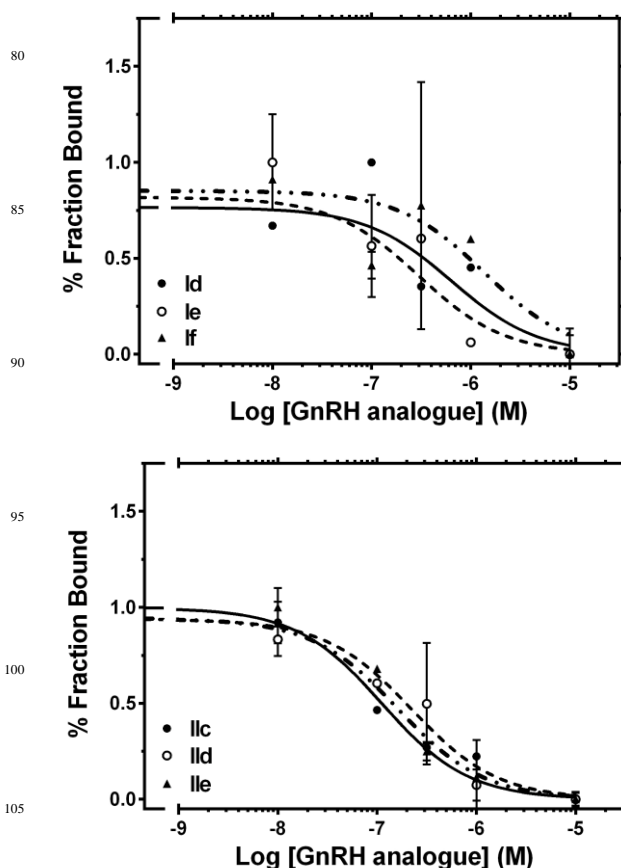 80
85
90
% Fraction Bound
1.5
1.0
0.5
0.0
Id
Ie
If
-9 -8 -7 -6 -5
Log [GnRH analogue] (M)
95
100
105
% Fraction Bound
1.5
1.0
0.5
0.0
IIc
IId
IIe
-9 -8 -7 -6 -5
Log [GnRH analogue] (M)